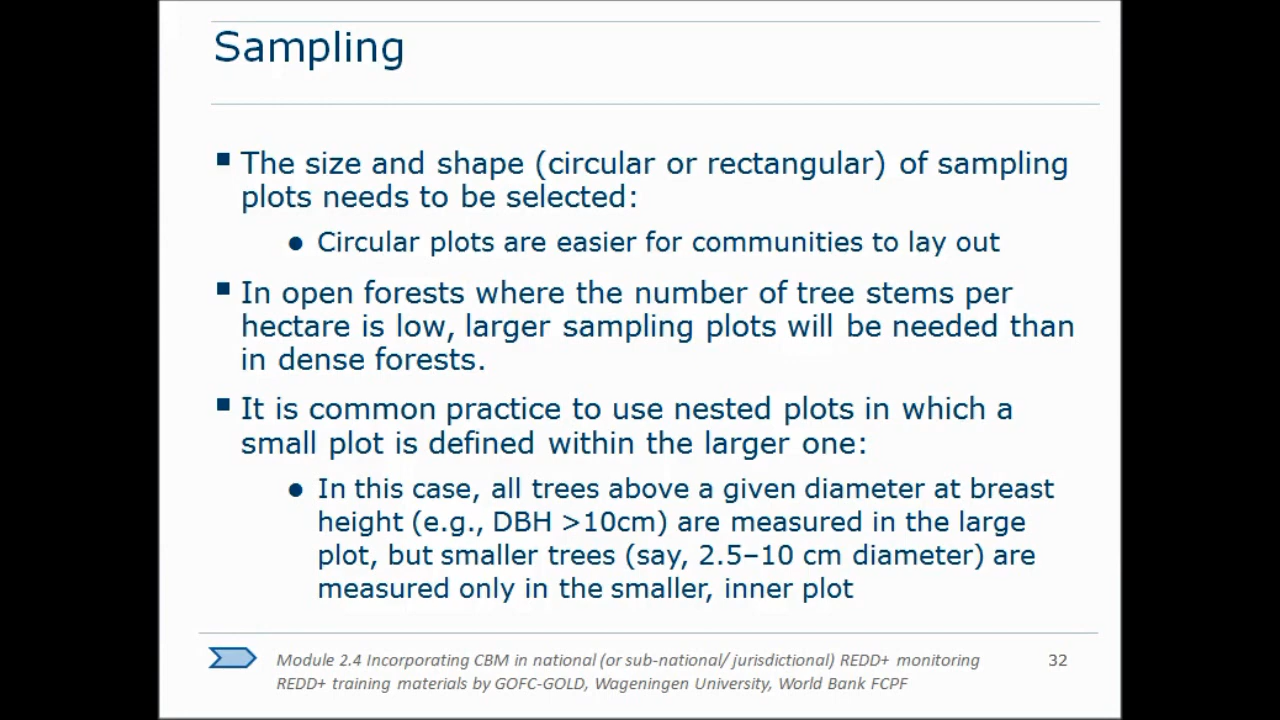 Sampling
▪ The size and shape (circular or rectangular) of sampling
plots needs to be selected:
● Circular plots are easier for communities to lay out
▪ In open forests where the number of tree stems per
hectare is low, larger sampling plots will be needed than
in dense forests.
▪ It is common practice to use nested plots in which a
small plot is defined within the larger one:
● In this case, all trees above a given diameter at breast
height (e.g., DBH >10cm) are measured in the large
plot, but smaller trees (say, 2.5–10 cm diameter) are
measured only in the smaller, inner plot
Module 2.4 Incorporating CBM in national (or sub-national/ jurisdictional) REDD+ monitoring
REDD+ training materials by GOFC-GOLD, Wageningen University, World Bank FCPF
32